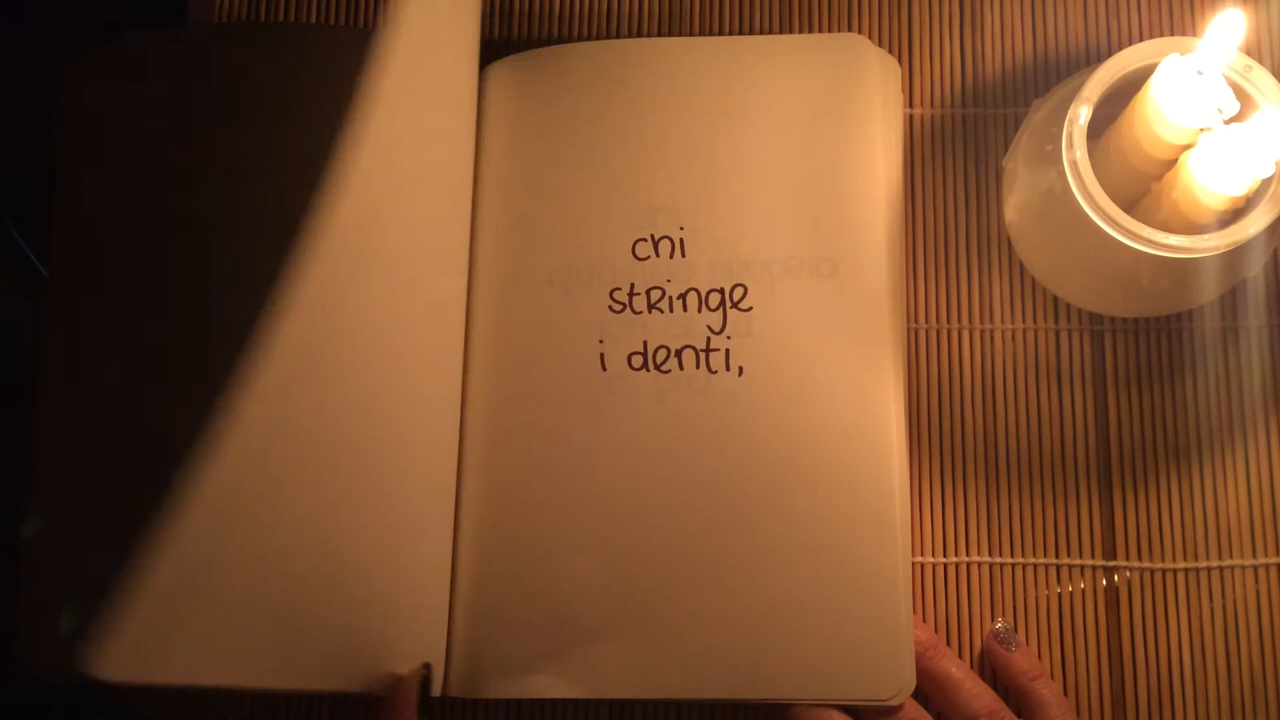 chi
stringe
i denti,